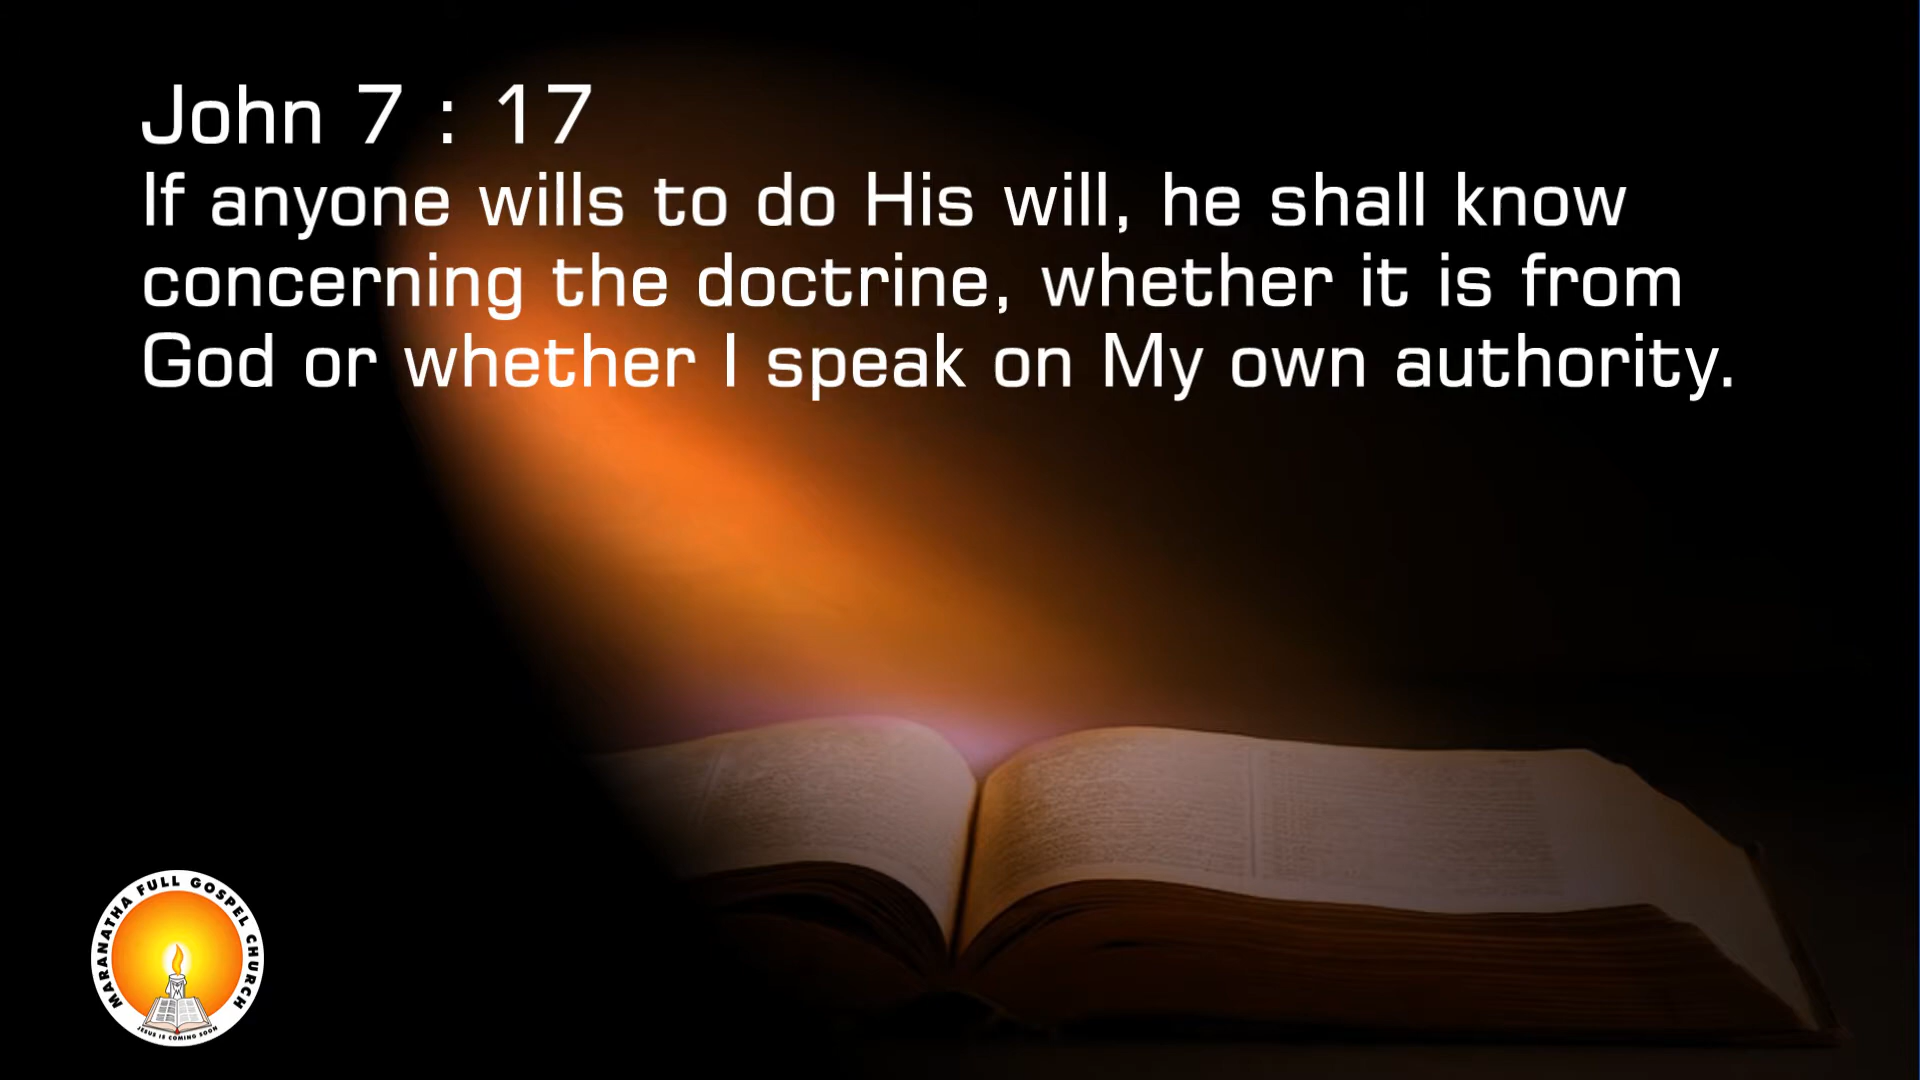 John 7 : 17
If anyone wills to do His will, he shall know
concerning the doctrine, whether it is from
God or whether I speak on My own authority.
MARANATHA FULL GOSPEL CHURCH
JESUS IS COMING SOON